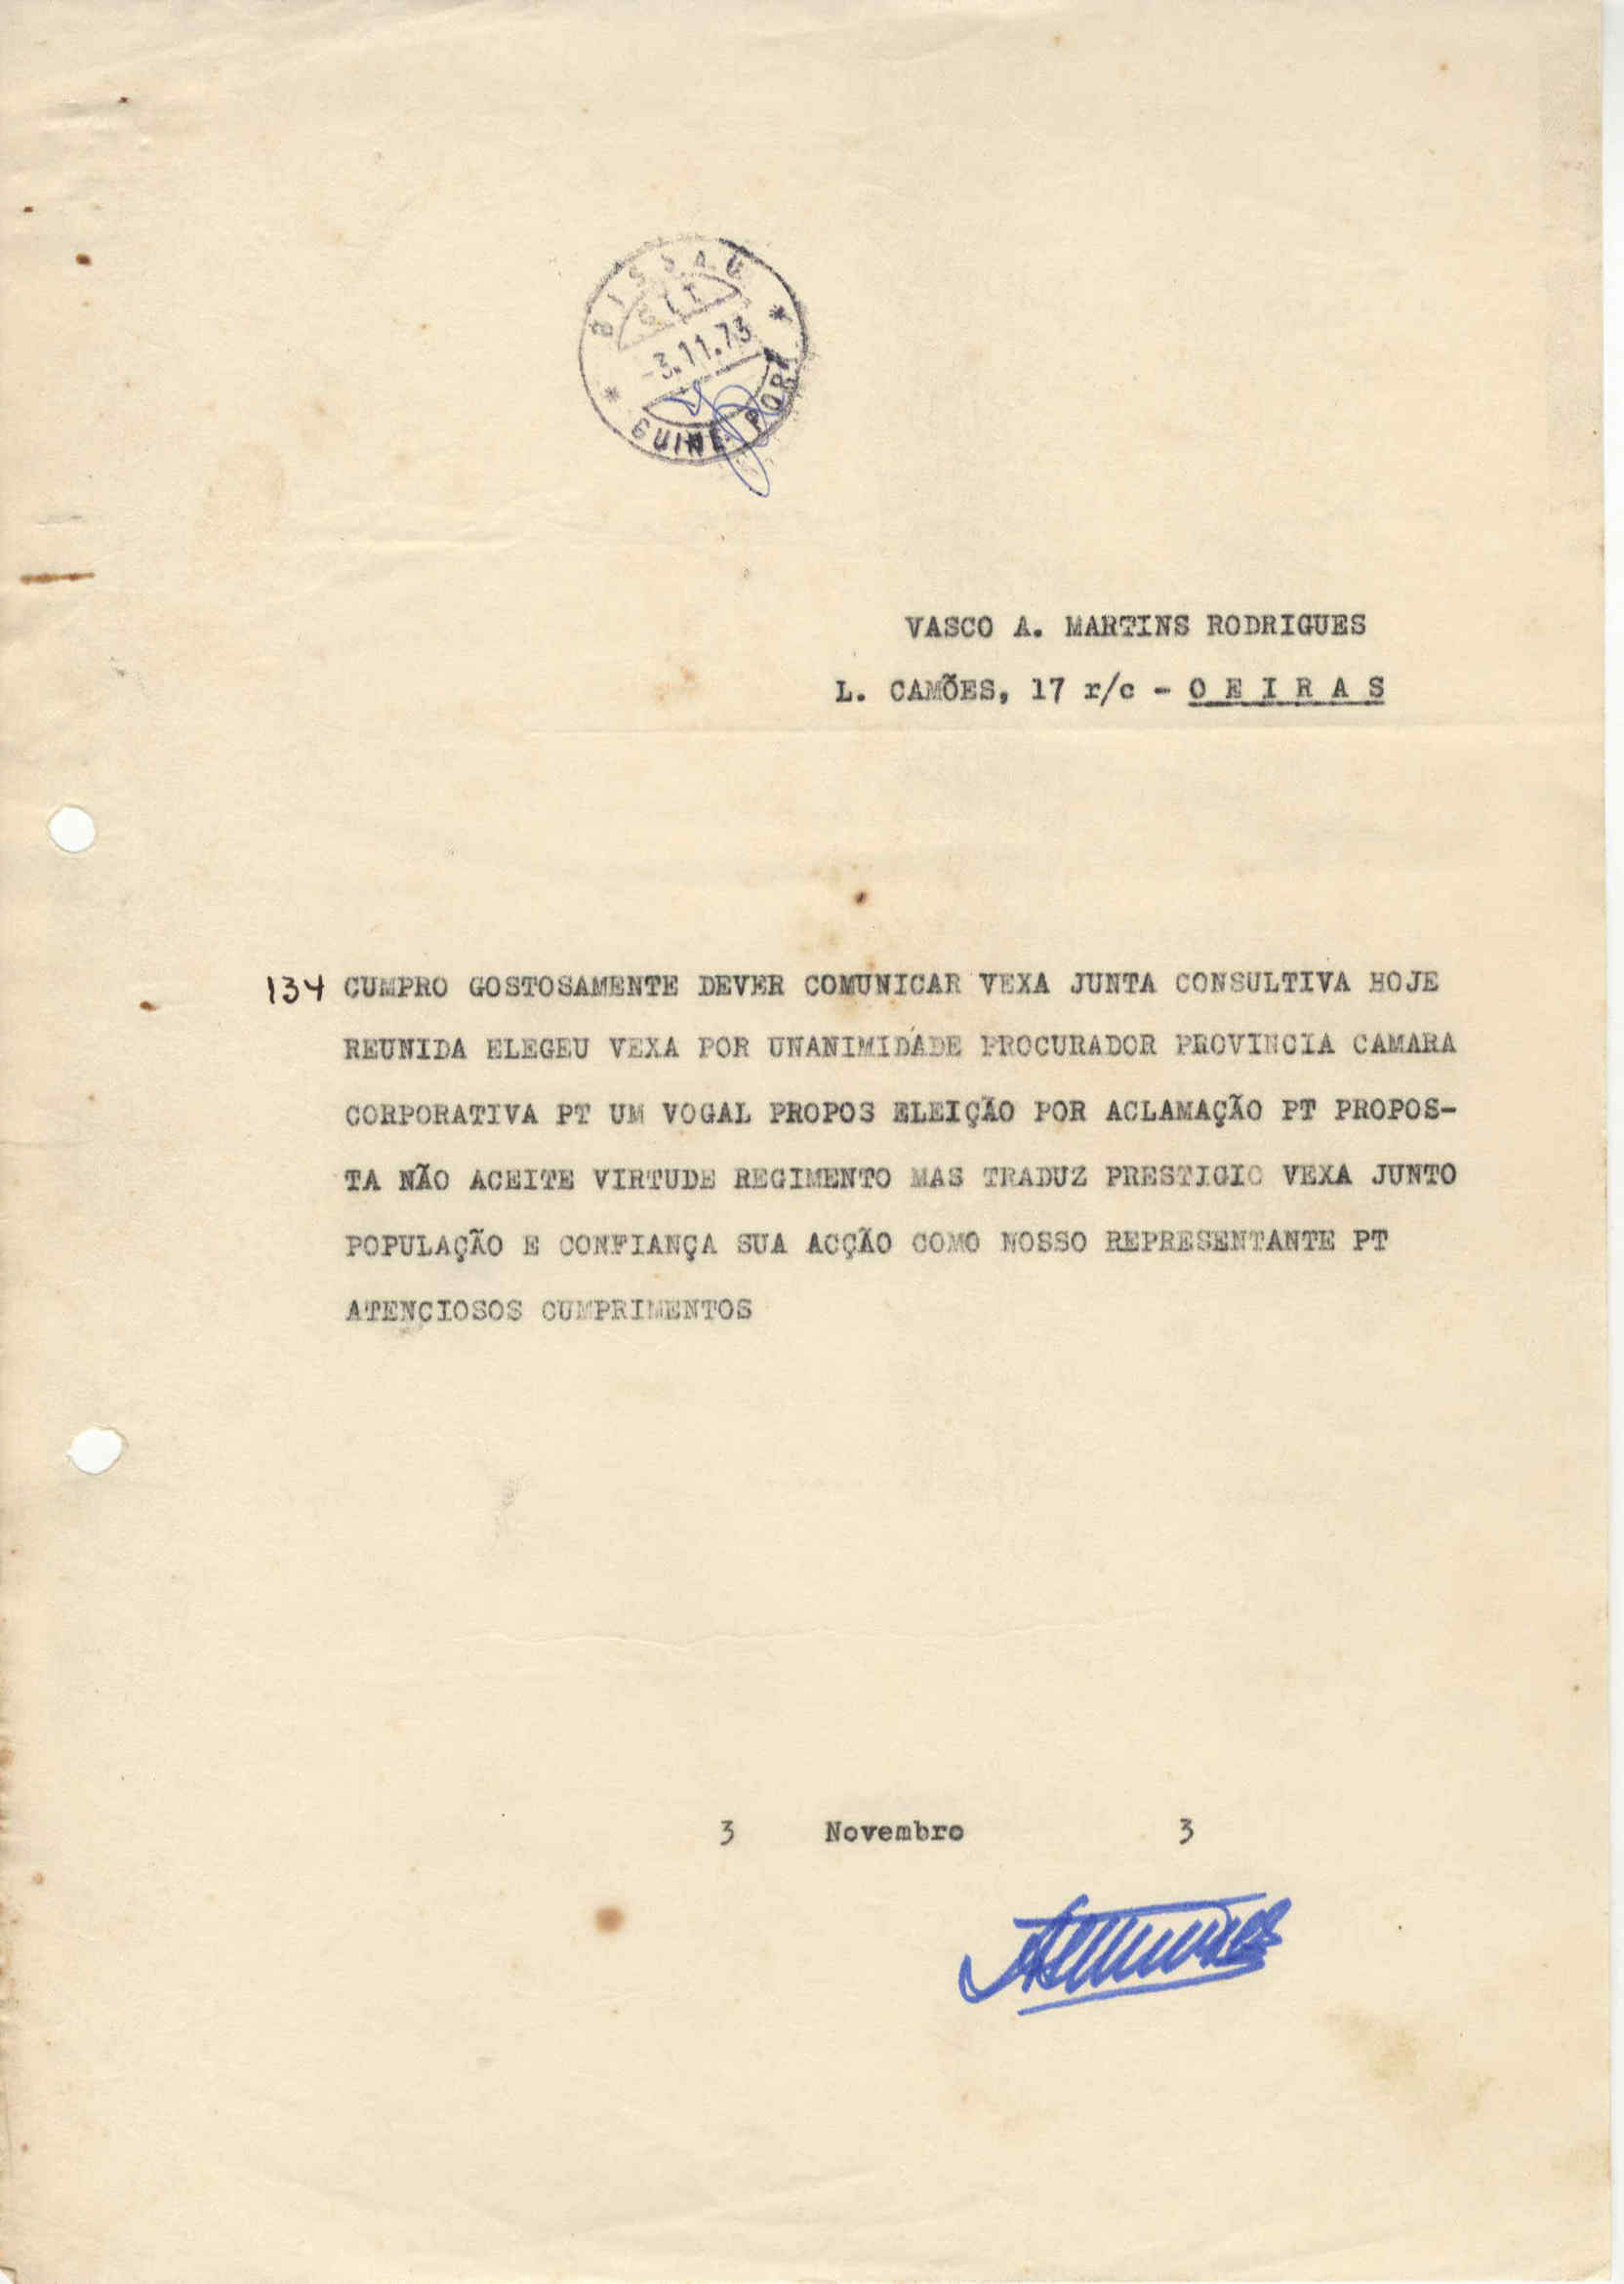 BISSAU
CTT
-3.11.73
GUINÉ PORT
VASCO A. MARTINS RODRIGUES
L. CAMÕES, 17 r/c - O E I R A S
134 CUMPRO GOSTOSAMENTE DEVER COMUNICAR VEXA JUNTA CONSULTIVA HOJE
REUNIDA ELEGEU VEXA POR UNANIMIDADE PROCURADOR PROVINCIA CAMARA
CORPORATIVA PT UM VOGAL PROPOS ELEIÇÃO POR ACLAMAÇÃO PT PROPOS-
TA NÃO ACEITE VIRTUDE REGIMENTO MAS TRADUZ PRESTIGIO VEXA JUNTO
POPULAÇÃO E CONFIANÇA SUA ACÇÃO COMO NOSSO REPRESENTANTE PT
ATENCIOSOS CUMPRIMENTOS
3 Novembro 3